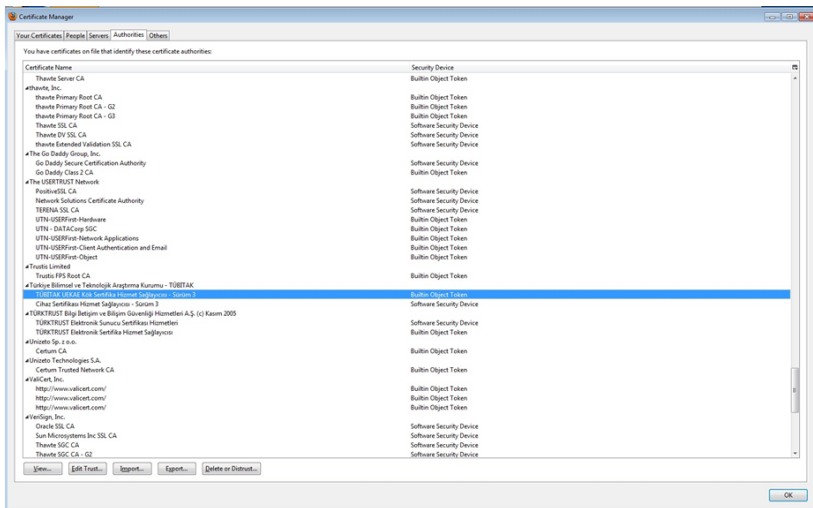 Certificate Manager
Your Certificates People Servers Authorities Others
You have certificates on file that identify these certificate authorities:
Certificate Name Security Device
Thawte Server CA Builtin Object Token
thawte, Inc.
thawte Primary Root CA Builtin Object Token
thawte Primary Root CA - G2 Builtin Object Token
thawte Primary Root CA - G3 Builtin Object Token
Thawte SSL CA Software Security Device
Thawte DV SSL CA Software Security Device
thawte Extended Validation SSL CA Software Security Device
The Go Daddy Group, Inc.
Go Daddy Secure Certification Authority Software Security Device
Go Daddy Class 2 CA Builtin Object Token
The USERTRUST Network
PositiveSSL CA Software Security Device
Network Solutions Certificate Authority Software Security Device
TERENA SSL CA Software Security Device
UTN-USERFirst-Hardware Builtin Object Token
UTN - DATACorp SGC Builtin Object Token
UTN-USERFirst-Network Applications Builtin Object Token
UTN-USERFirst-Client Authentication and Email Builtin Object Token
UTN-USERFirst-Object Builtin Object Token
Trustis Limited
Trustis FPS Root CA Builtin Object Token
Türkiye Bilimsel ve Teknolojik Araştırma Kurumu - TÜBİTAK
TÜBİTAK UEKAE Kök Sertifika Hizmet Sağlayıcısı - Sürüm 3 Builtin Object Token
Cihaz Sertifikası Hizmet Sağlayıcısı - Sürüm 3 Software Security Device
TÜRKTRUST Bilgi İletişim ve Bilişim Güvenliği Hizmetleri A.Ş. (c) Kasım 2005
TÜRKTRUST Elektronik Sunucu Sertifikası Hizmetleri Software Security Device
TÜRKTRUST Elektronik Sertifika Hizmet Sağlayıcısı Builtin Object Token
Unizeto Sp. z o.o.
Certum CA Builtin Object Token
Unizeto Technologies S.A.
Certum Trusted Network CA Builtin Object Token
ValiCert, Inc.
http://www.valicert.com/ Builtin Object Token
http://www.valicert.com/ Builtin Object Token
http://www.valicert.com/ Builtin Object Token
VeriSign, Inc.
Oracle SSL CA Software Security Device
Sun Microsystems Inc SSL CA Software Security Device
Thawte SGC CA Software Security Device
Thawte SGC CA - G2 Software Security Device
View... Edit Trust... Import... Export... Delete or Distrust...
OK